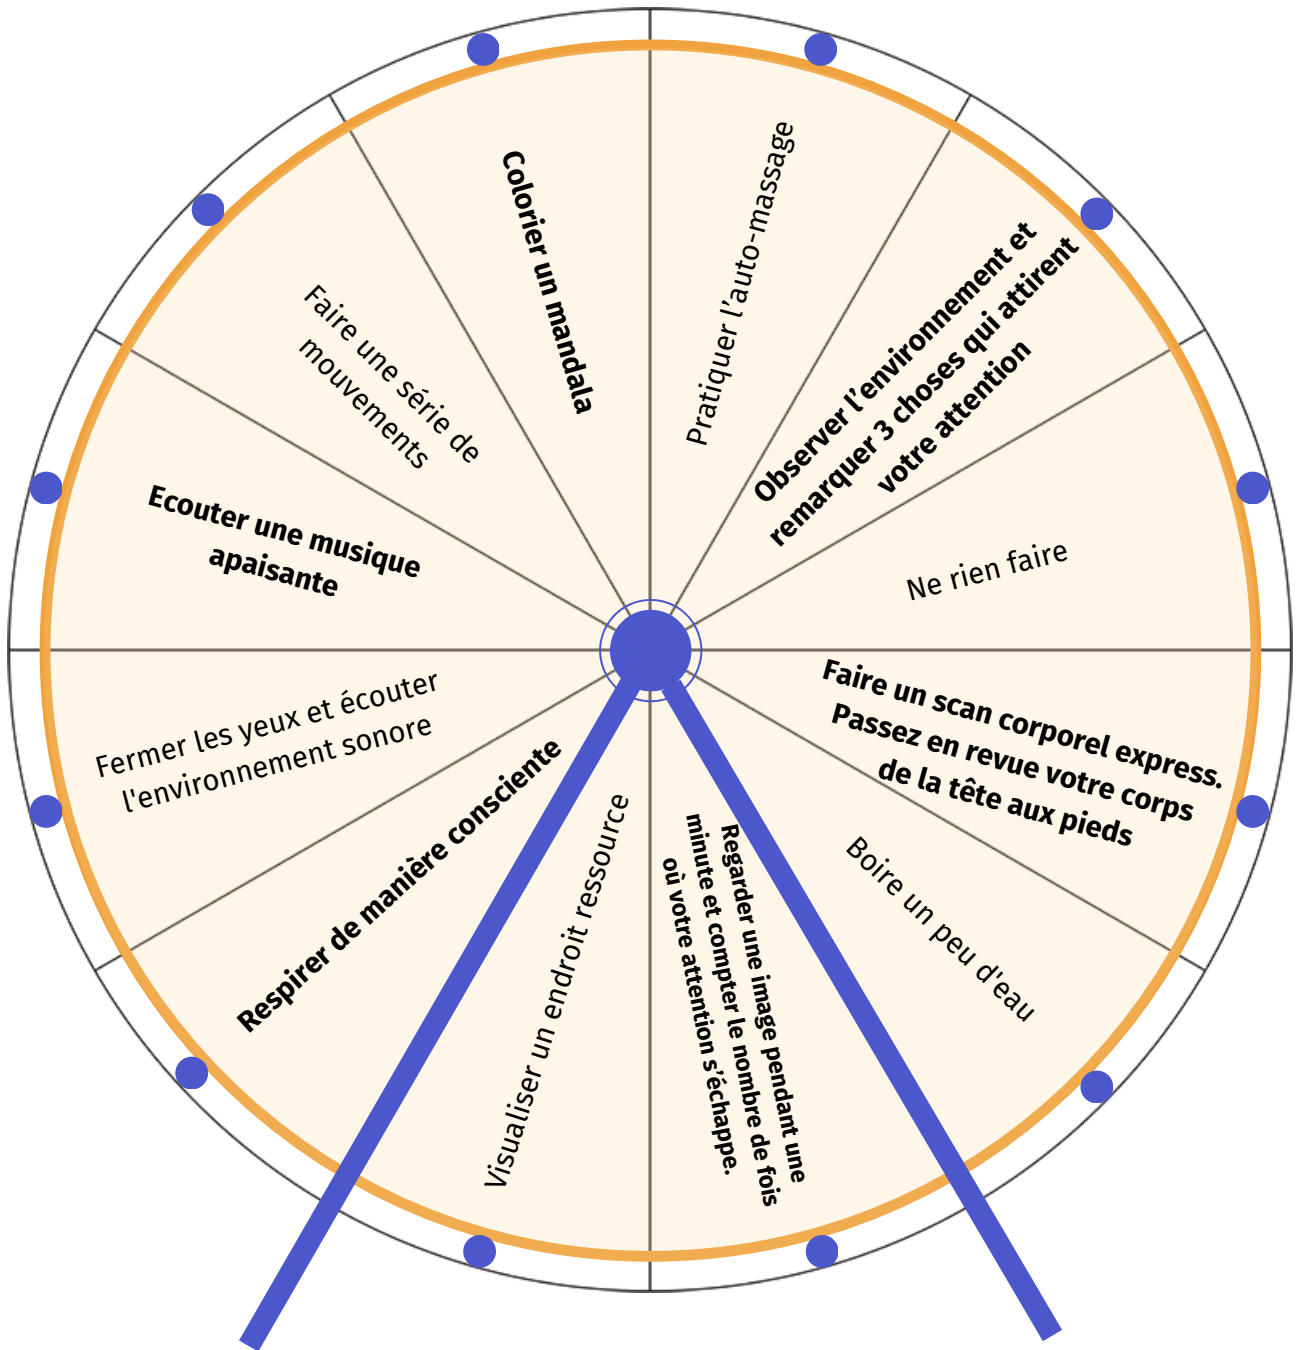 Pratiquer l'auto-massage
Observer l'environnement et
remarquer 3 choses qui attirent
votre attention
Ne rien faire
Faire un scan corporel express.
Passez en revue votre corps
de la tête aux pieds
Boire un peu d'eau
Regarder une image pendant une
minute et compter le nombre de fois
où votre attention s'échappe.
Visualiser un endroit ressource
Respirer de manière consciente
Fermer les yeux et écouter
l'environnement sonore
Ecouter une musique
apaisante
Faire une série de
mouvements
Colorier un mandala